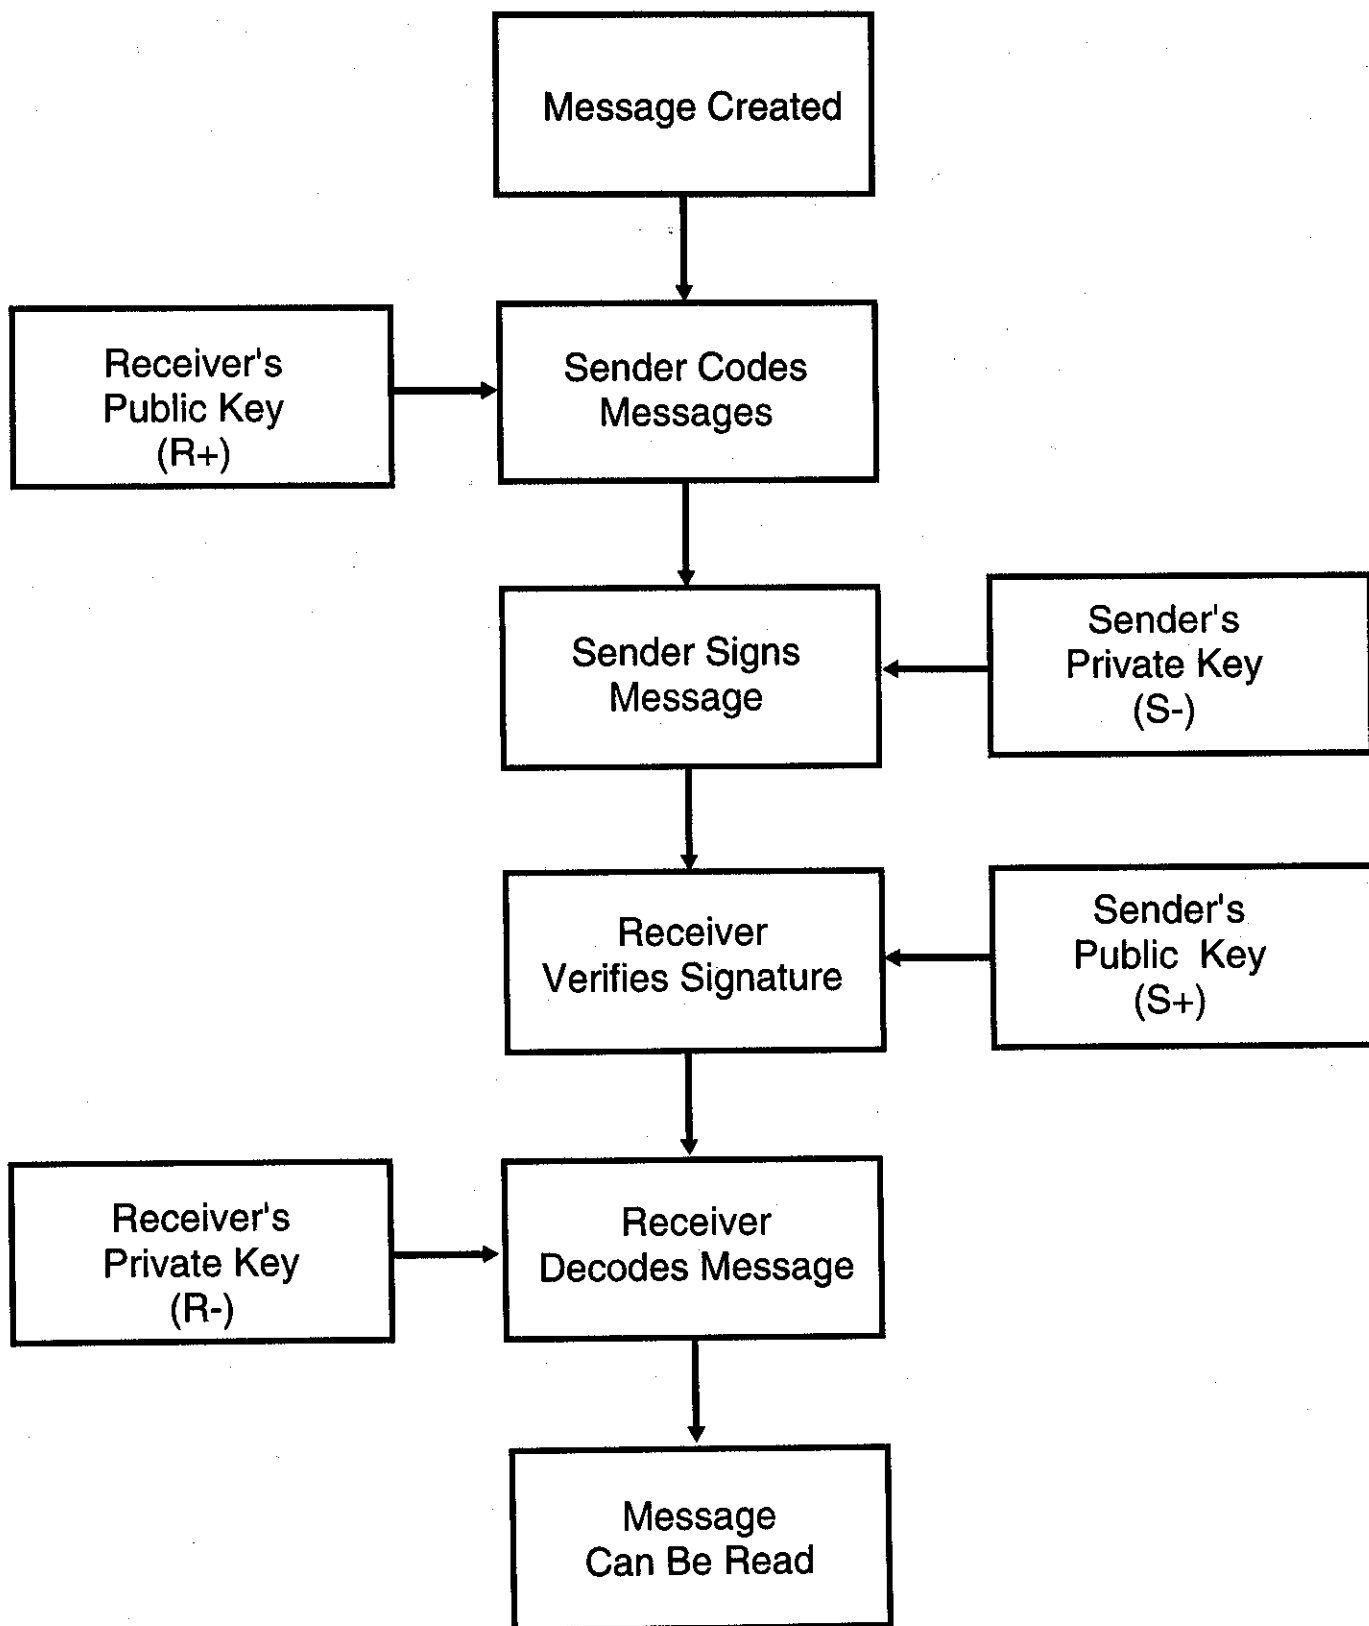 Message Created
Receiver's
Public Key
(R+)
Sender Codes
Messages
Sender Signs
Message
Sender's
Private Key
(S-)
Receiver
Verifies Signature
Sender's
Public Key
(S+)
Receiver's
Private Key
(R-)
Receiver
Decodes Message
Message
Can Be Read